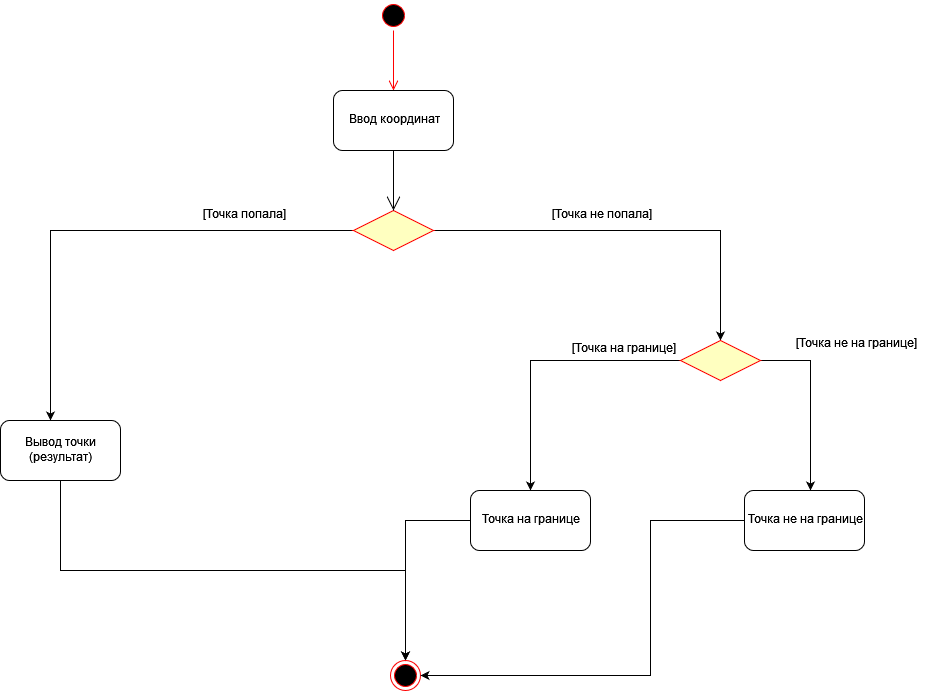 Ввод координат
[Точка попала]
[Точка не попала]
[Точка на границе]
[Точка не на границе]
Вывод точки
(результат)
Точка на границе
Точка не на границе